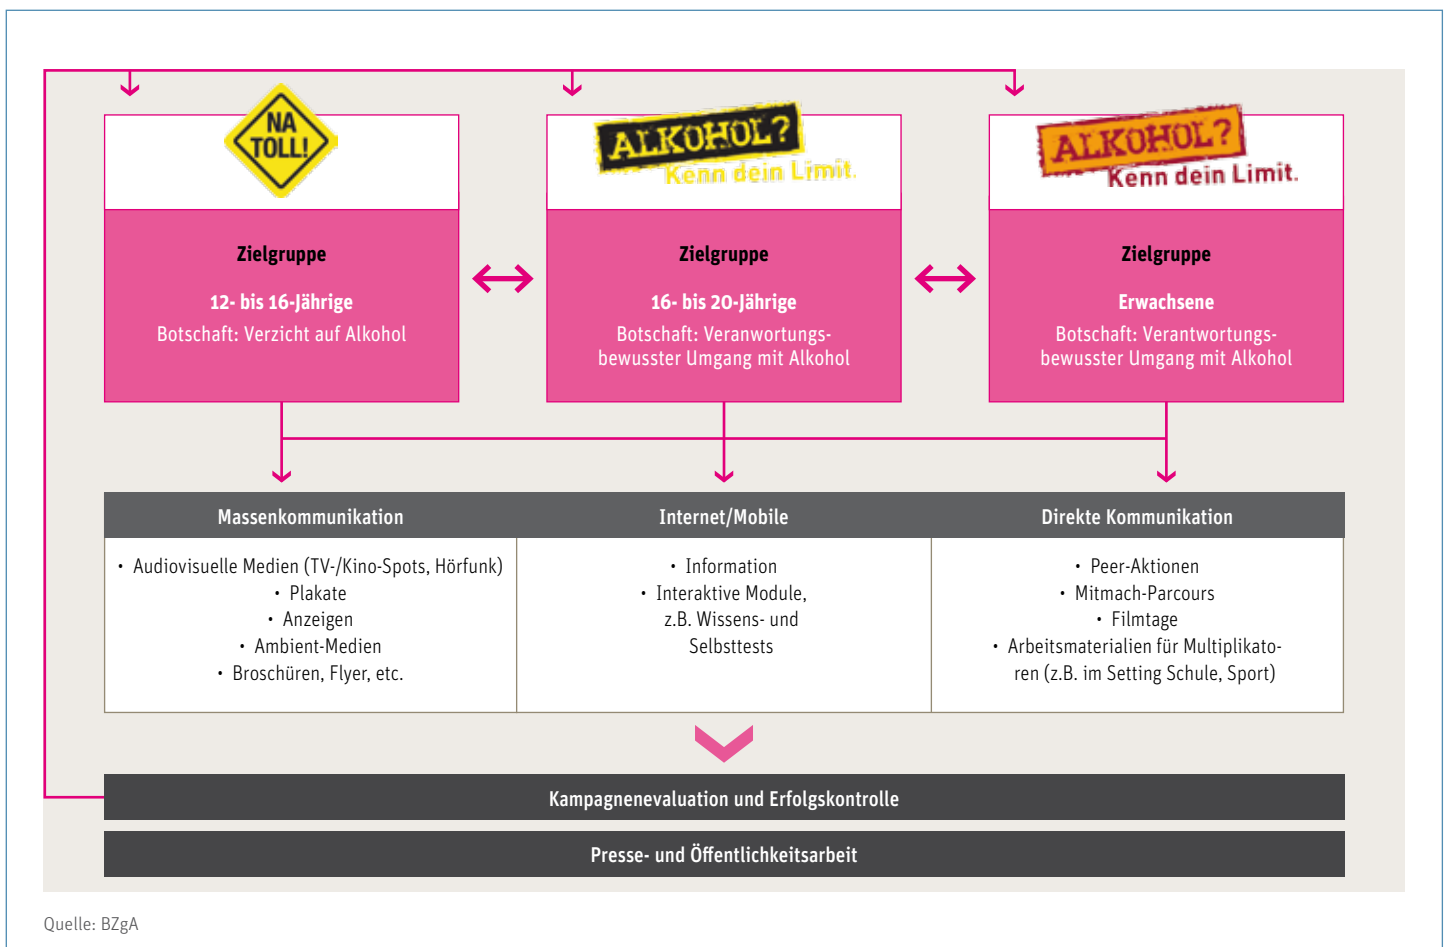 NA
TOLL!
ALKOHOL?
Kenn dein Limit.
ALKOHOL?
Kenn dein Limit.
Zielgruppe
12- bis 16-Jährige
Botschaft: Verzicht auf Alkohol
Zielgruppe
16- bis 20-Jährige
Botschaft: Veranwortungs-
bewusster Umgang mit Alkohol
Zielgruppe
Erwachsene
Botschaft: Verantwortungs-
bewusster Umgang mit Alkohol
Massenkommunikation
• Audiovisuelle Medien (TV-/Kino-Spots, Hörfunk)
• Plakate
• Anzeigen
• Ambient-Medien
• Broschüren, Flyer, etc.
Internet/Mobile
• Information
• Interaktive Module,
z.B. Wissens- und
Selbsttests
Direkte Kommunikation
• Peer-Aktionen
• Mitmach-Parcours
• Filmtage
• Arbeitsmaterialien für Multiplikato-
ren (z.B. im Setting Schule, Sport)
Kampagnenevaluation und Erfolgskontrolle
Presse- und Öffentlichkeitsarbeit
Quelle: BZgA